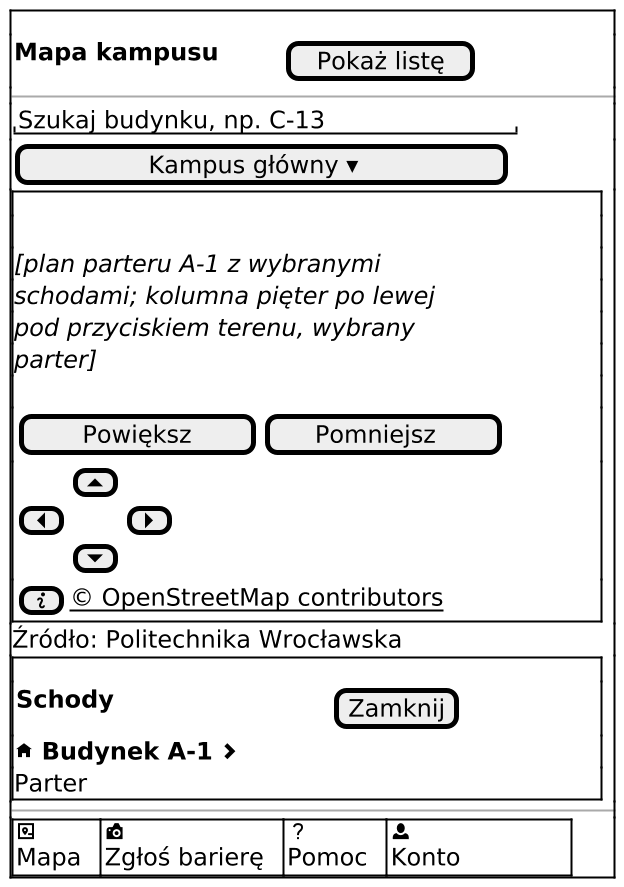 Mapa kampusu
Pokaż listę
Szukaj budynku, np. C-13
Kampus główny ▾
[plan parteru A-1 z wybranymi
schodami; kolumna pięter po lewej
pod przyciskiem terenu, wybrany
parter]
Powiększ
Pomniejsz
i © OpenStreetMap contributors
Źródło: Politechnika Wrocławska
Schody
Zamknij
Budynek A-1
Parter
?
Mapa
Zgłoś barierę
Pomoc
Konto